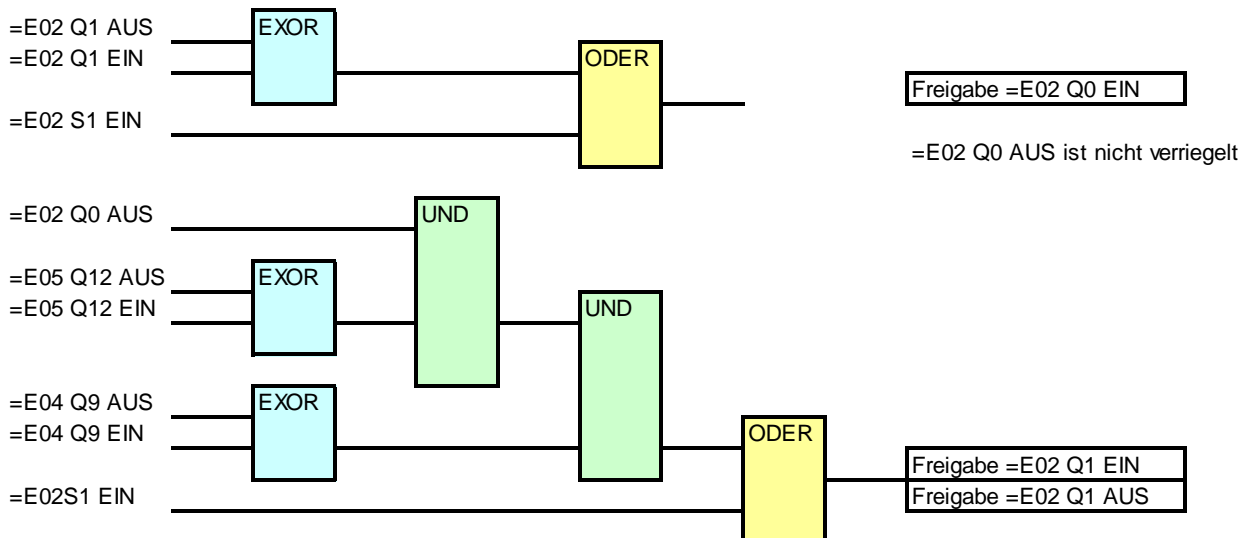 =E02 Q1 AUS
EXOR
=E02 Q1 EIN
ODER
Freigabe =E02 Q0 EIN
=E02 S1 EIN
=E02 Q0 AUS ist nicht verriegelt
=E02 Q0 AUS
UND
=E05 Q12 AUS
EXOR
=E05 Q12 EIN
UND
=E04 Q9 AUS
EXOR
=E04 Q9 EIN
ODER
Freigabe =E02 Q1 EIN
=E02S1 EIN
Freigabe =E02 Q1 AUS